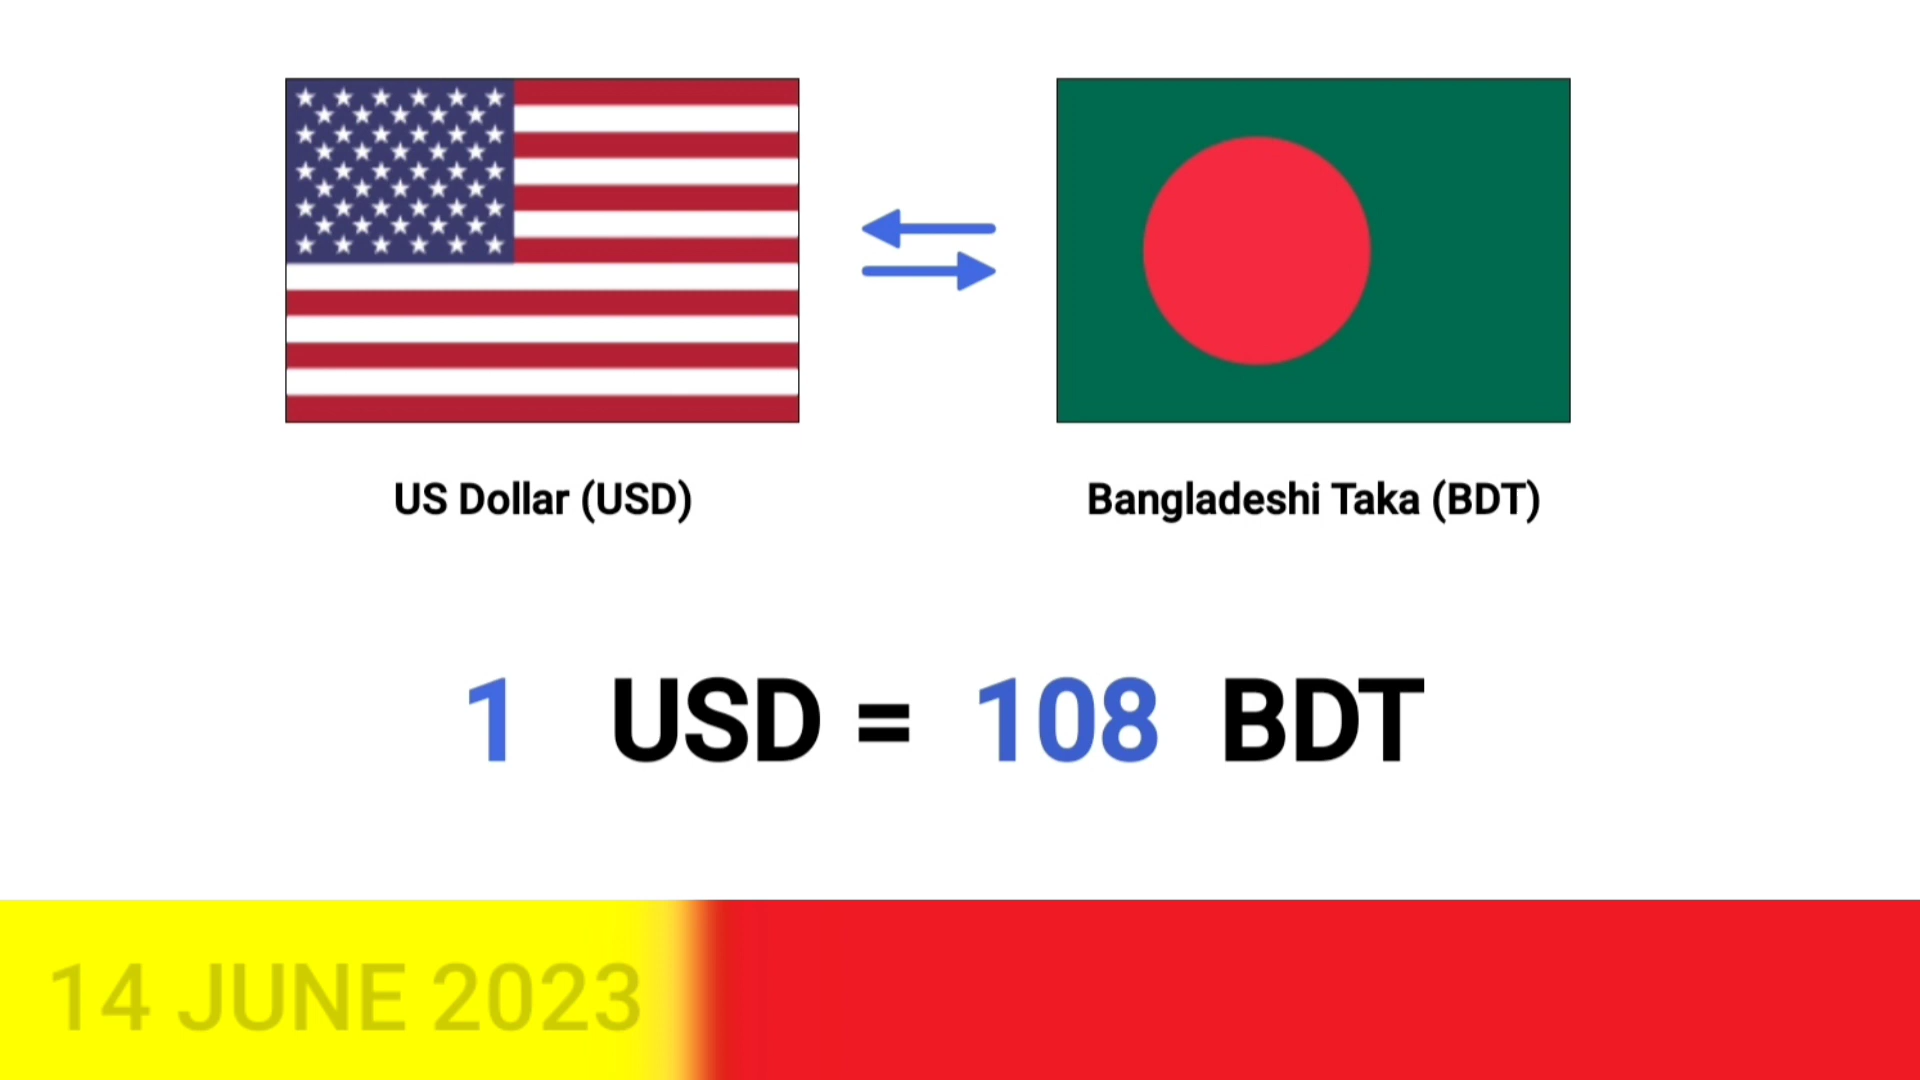 US Dollar (USD)
Bangladeshi Taka (BDT)
1 USD = 108 BDT
14 JUNE 2023